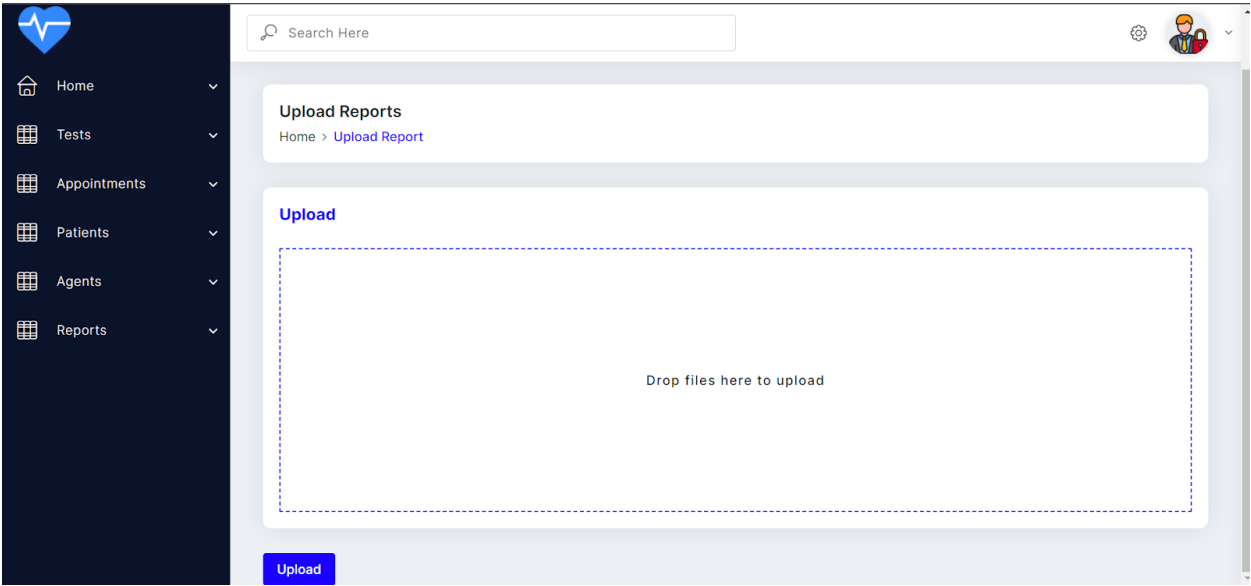 Search Here
Home
Tests
Appointments
Patients
Agents
Reports
Upload Reports
Home > Upload Report
Upload
Drop files here to upload
Upload